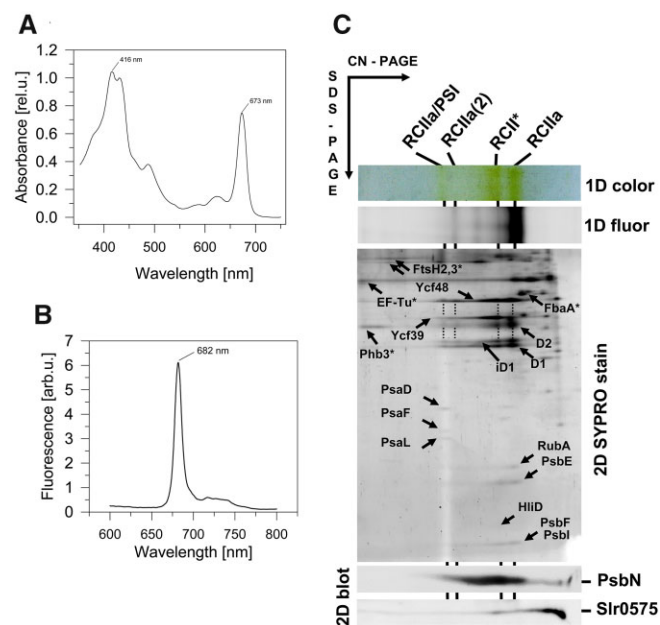 A
Absorbance [rel.u.]
1.2
1.0
0.8
0.6
0.4
0.2
0.0
416 nm
673 nm
400 500 600 700
Wavelength [nm]
B
Fluorescence [arb.u.]
7
6
5
4
3
2
1
0
682 nm
600 650 700 750 800
Wavelength [nm]
C
CN - PAGE
SDS-PAGE
RCIIa/PSI
RCIIa(2)
RCII*
RCIIa
1D color
1D fluor
FtsH2,3*
Ycf48
EF-Tu*
FbaA*
Ycf39
Phb3*
D2
iD1
D1
PsaD
PsaF
PsaL
RubA
PsbE
HliD
PsbF
PsbI
2D SYPRO stain
2D blot
PsbN
Slr0575